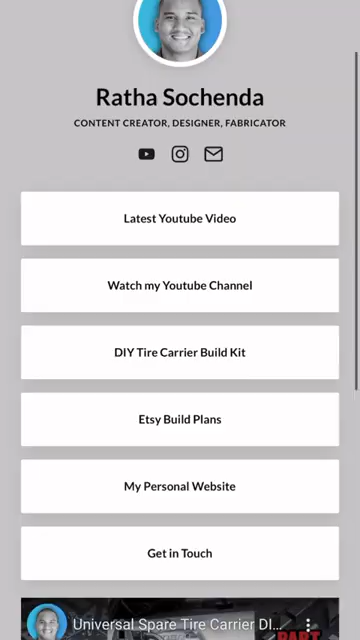 Ratha Sochenda
CONTENT CREATOR, DESIGNER, FABRICATOR
Latest Youtube Video
Watch my Youtube Channel
DIY Tire Carrier Build Kit
Etsy Build Plans
My Personal Website
Get in Touch
Universal Spare Tire Carrier DI...
PART